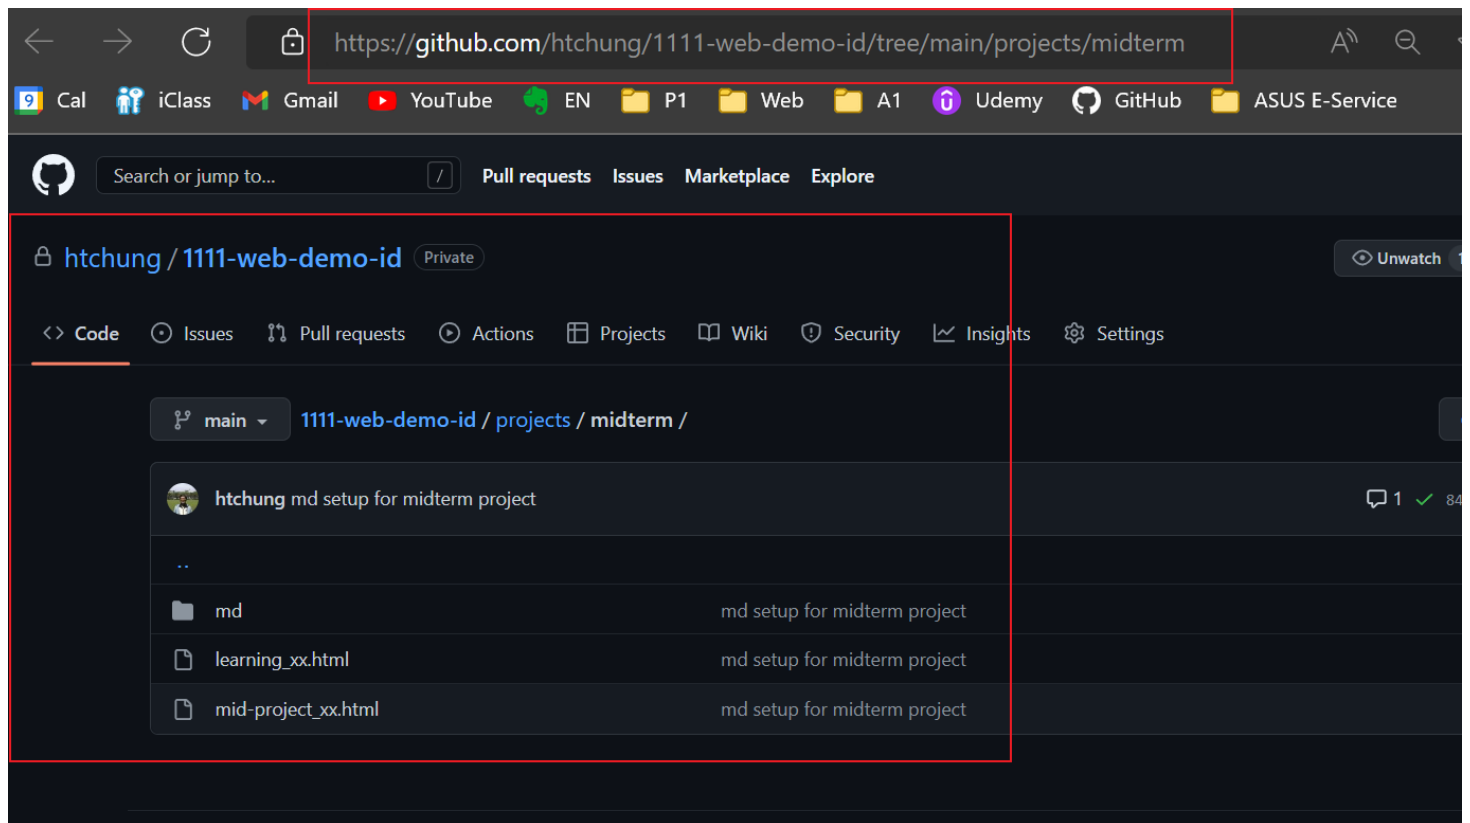 https://github.com/htchung/1111-web-demo-id/tree/main/projects/midterm
9 Cal iClass Gmail YouTube EN P1 Web A1 Udemy GitHub ASUS E-Service
Search or jump to... / Pull requests Issues Marketplace Explore
htchung / 1111-web-demo-id Private Unwatch 1
Code Issues Pull requests Actions Projects Wiki Security Insights Settings
main 1111-web-demo-id / projects / midterm /
htchung md setup for midterm project 1 84
..
md md setup for midterm project
learning_xx.html md setup for midterm project
mid-project_xx.html md setup for midterm project